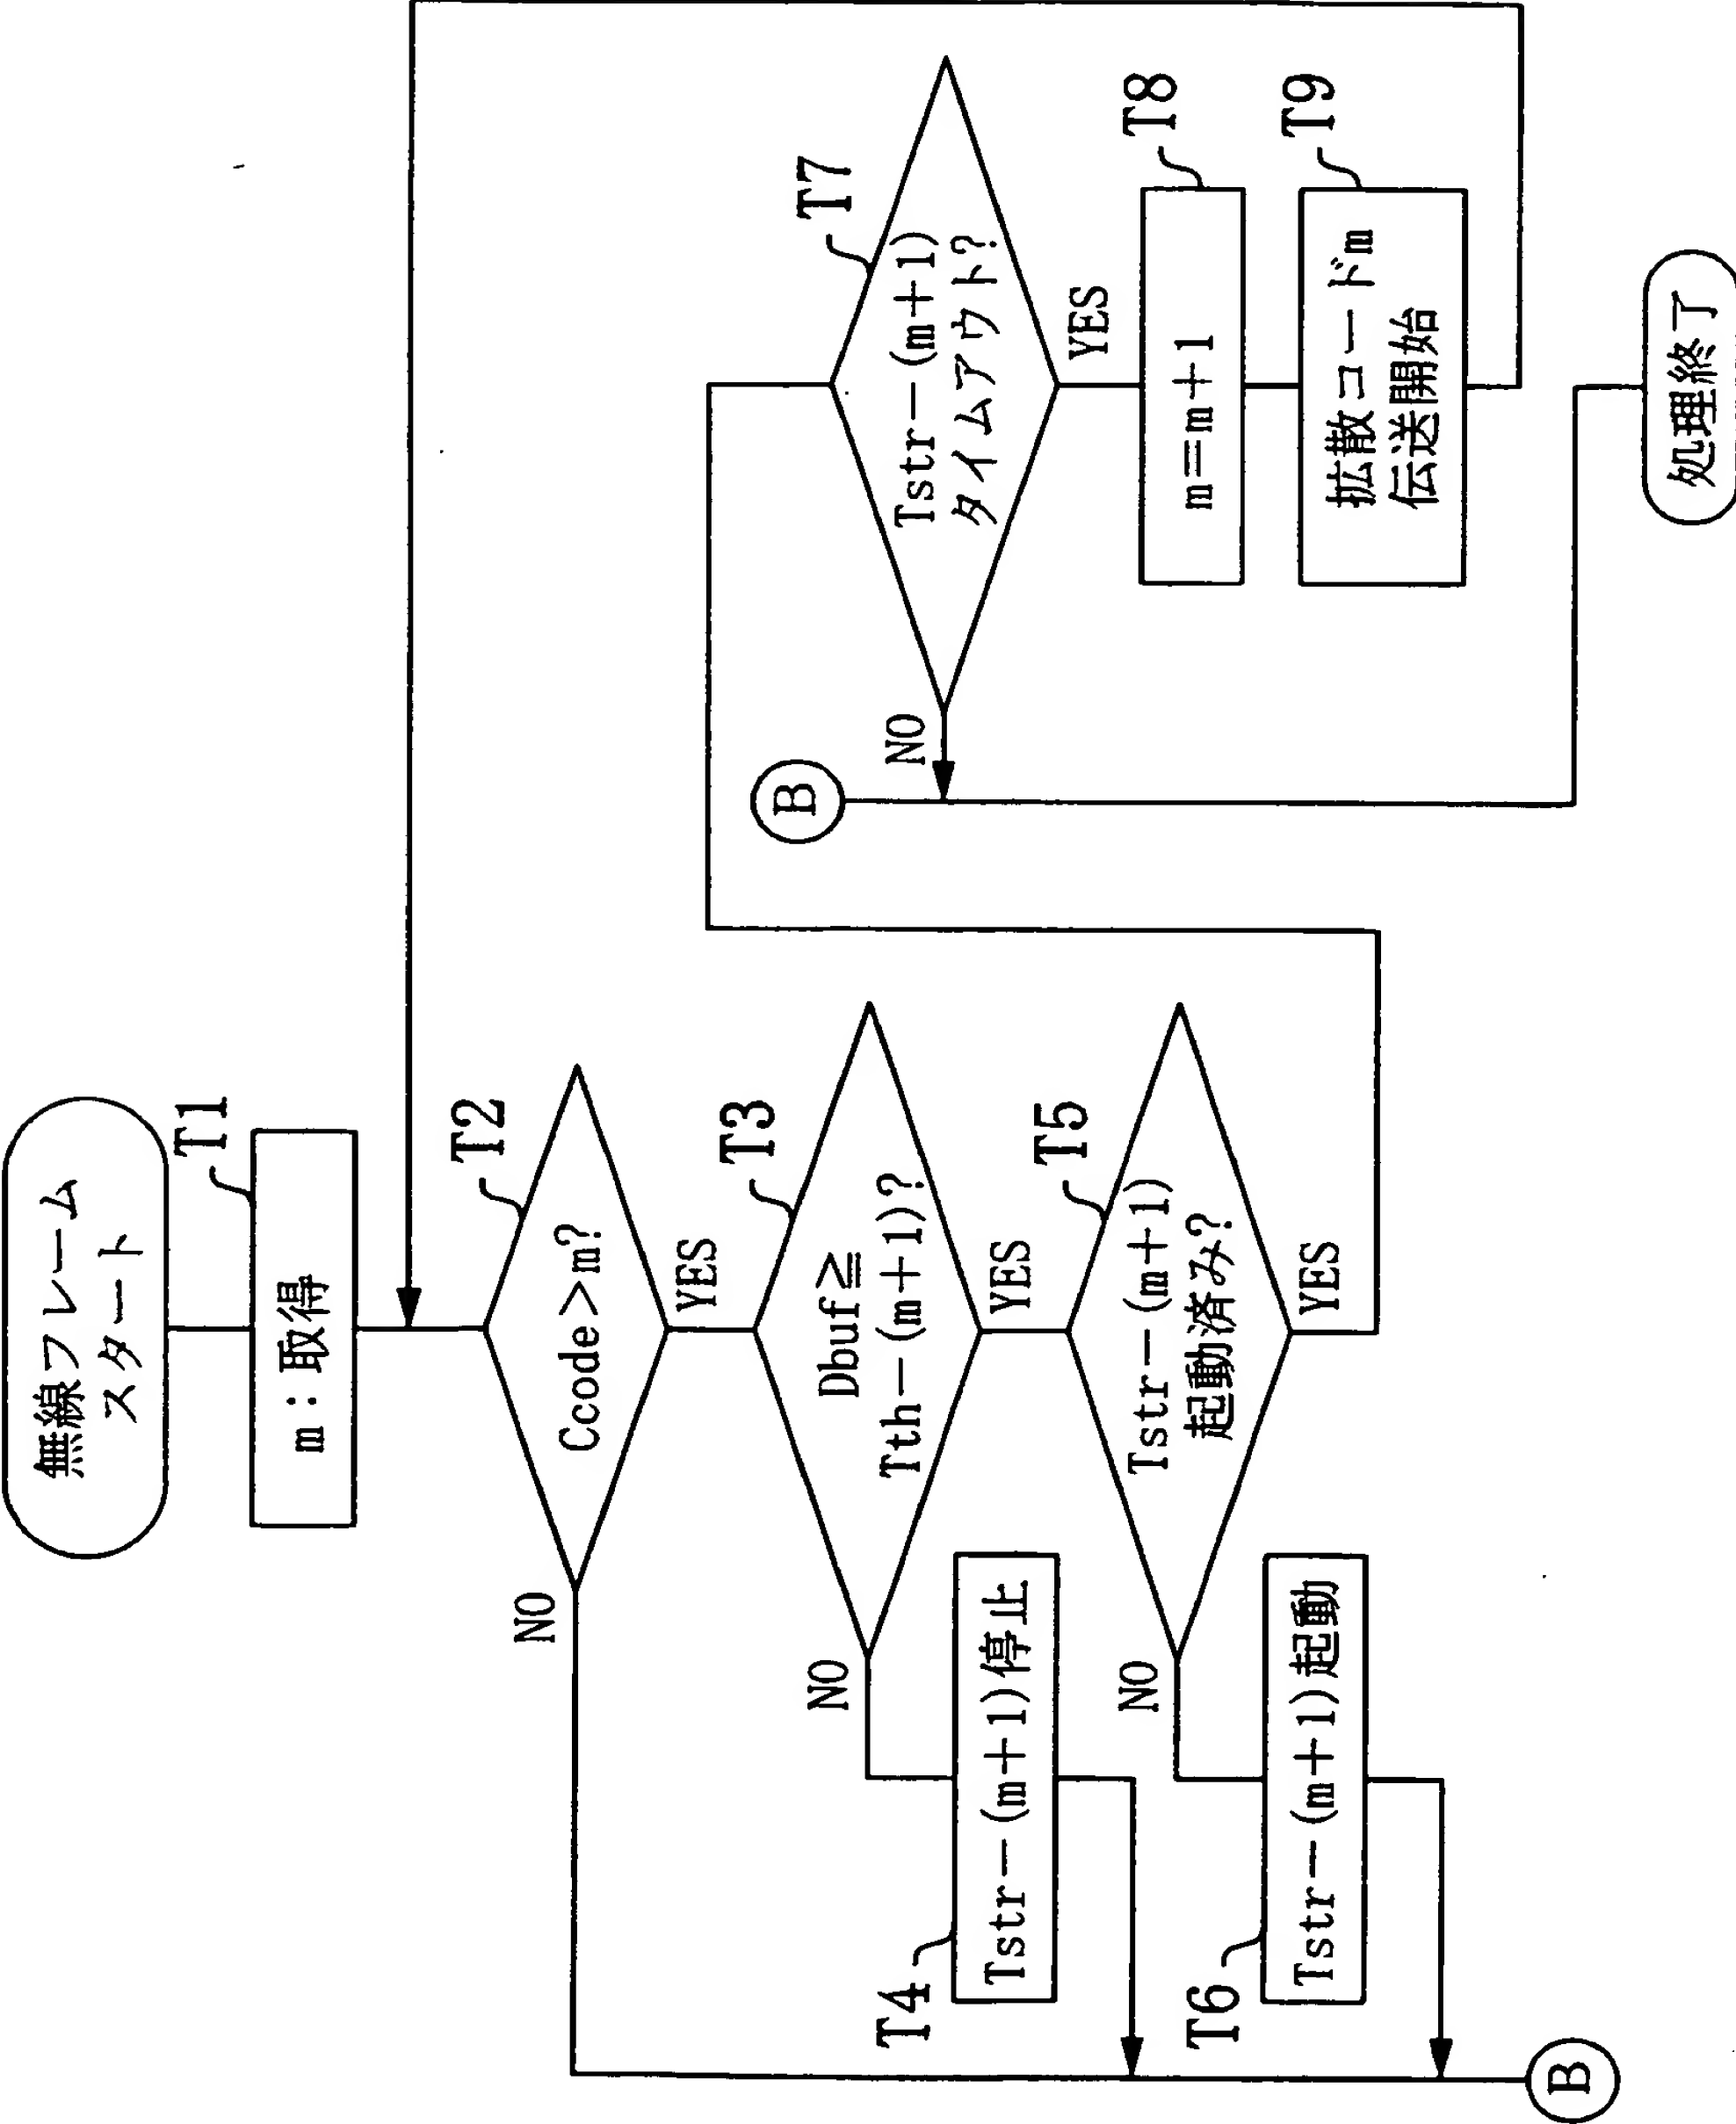 無線フレーム
スタート
T1
m:取得
T2
Ccode>m?
NO
YES
T3
Dbuf≧
Tth-(m+1)?
NO
YES
T4
Tstr-(m+1)停止
T5
Tstr-(m+1)
起動済み?
NO
YES
T6
Tstr-(m+1)起動
B
B
T7
Tstr-(m+1)
タイムアウト?
NO
YES
T8
m=m+1
T9
拡散コードm
伝送開始
処理終了